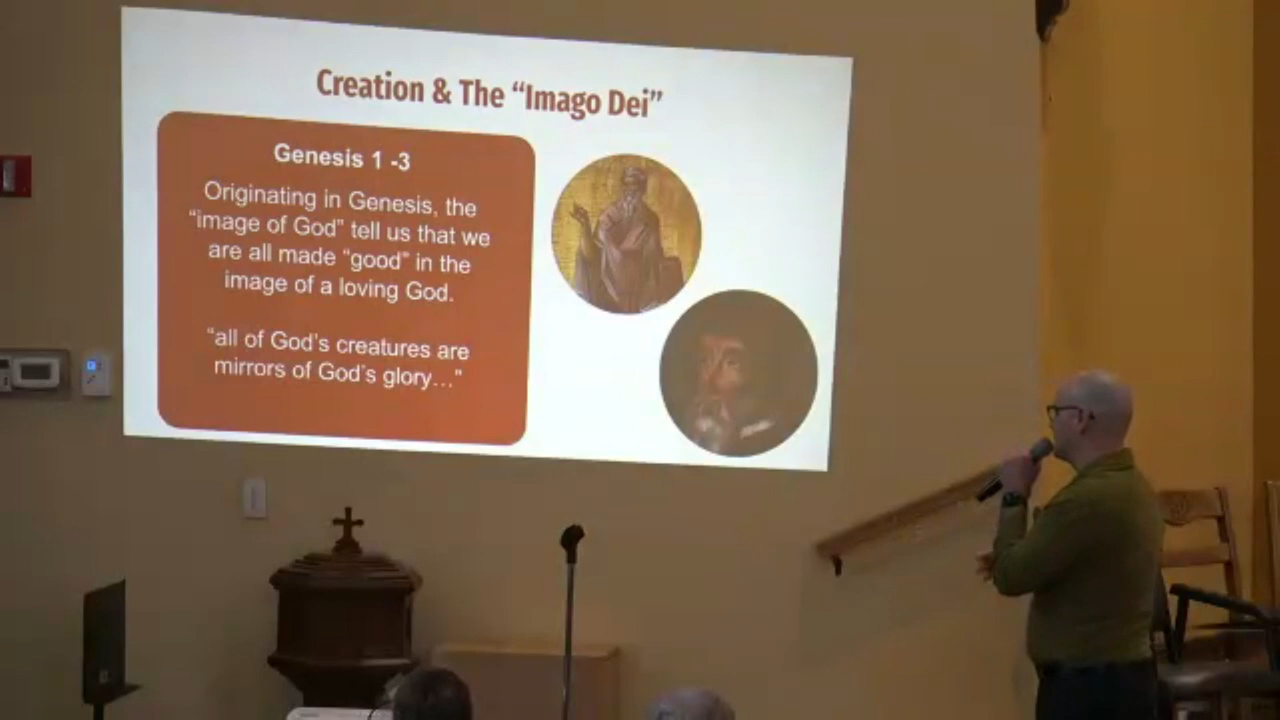 Creation & The “Imago Dei”
Genesis 1 -3
Originating in Genesis, the
“image of God” tell us that we
are all made “good” in the
image of a loving God.
“all of God’s creatures are
mirrors of God’s glory…”